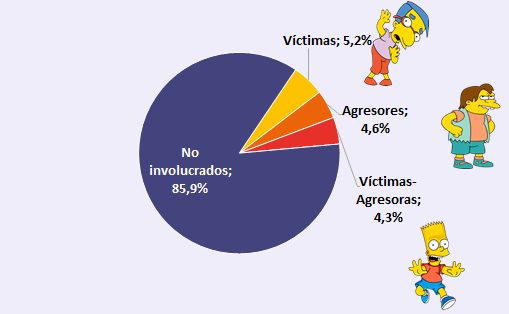 Víctimas; 5,2%
Agresores;
4,6%
No
involucrados;
85,9%
Víctimas-
Agresoras;
4,3%